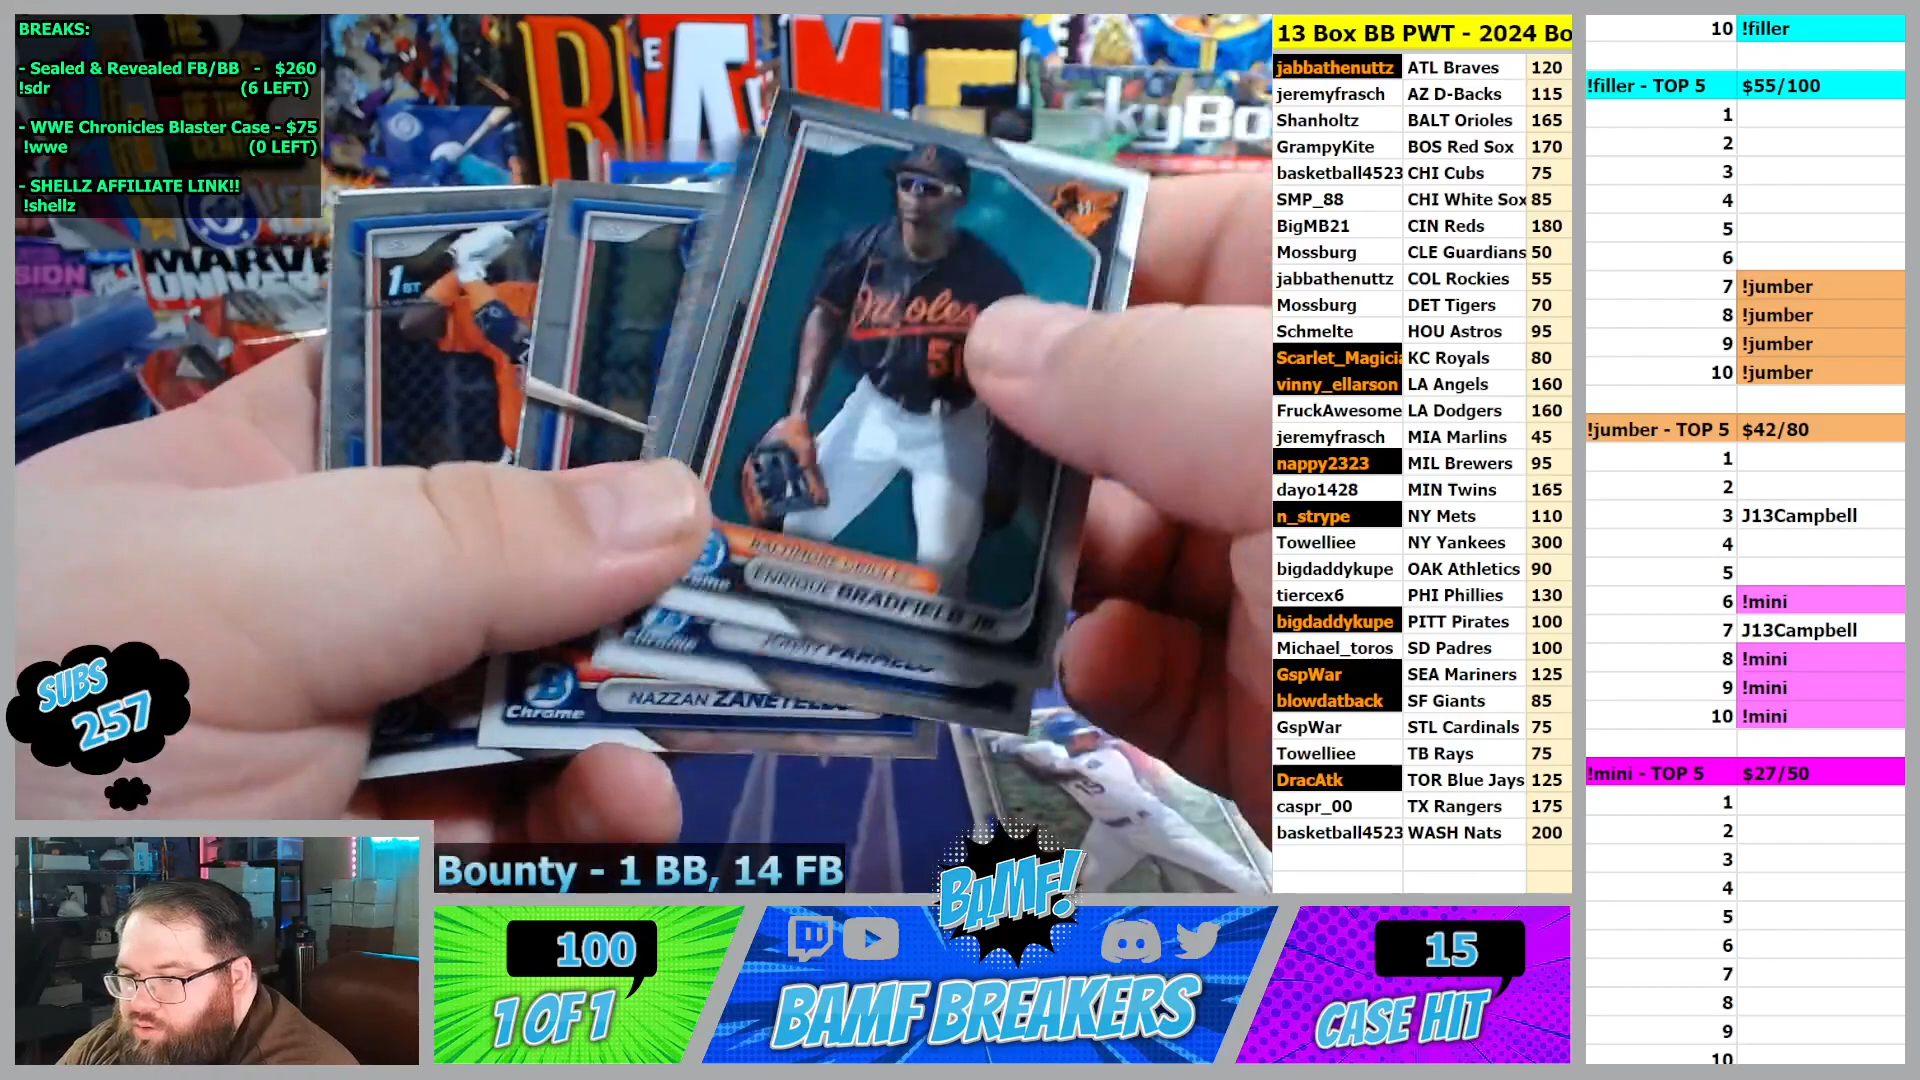 BREAKS:
- Sealed & Revealed FB/BB - $260
!sdr (6 LEFT)
- WWE Chronicles Blaster Case - $75
!wwe (0 LEFT)
- SHELLZ AFFILIATE LINK!!
!shellz
SUBS
257
BAMF
MARVEL
UNIVERSE
1ST
Orioles
51
BALTIMORE ORIOLES
ENRIQUE BRADFIELD JR
Chrome
Chrome
NAZZAN ZANETELLO
Chrome
Bounty - 1 BB, 14 FB
100
1 OF 1
BAMF!
BAMF BREAKERS
15
CASE HIT
13 Box BB PWT - 2024 Bo
jabbathenuttz ATL Braves 120
jeremyfrasch AZ D-Backs 115
Shanholtz BALT Orioles 165
GrampyKite BOS Red Sox 170
basketball4523 CHI Cubs 75
SMP_88 CHI White Sox 85
BigMB21 CIN Reds 180
Mossburg CLE Guardians 50
jabbathenuttz COL Rockies 55
Mossburg DET Tigers 70
Schmelte HOU Astros 95
Scarlet_Magici KC Royals 80
vinny_ellarson LA Angels 160
FruckAwesome LA Dodgers 160
jeremyfrasch MIA Marlins 45
nappy2323 MIL Brewers 95
dayo1428 MIN Twins 165
n_strype NY Mets 110
Towelliee NY Yankees 300
bigdaddykupe OAK Athletics 90
tiercex6 PHI Phillies 130
bigdaddykupe PITT Pirates 100
Michael_toros SD Padres 100
GspWar SEA Mariners 125
blowdatback SF Giants 85
GspWar STL Cardinals 75
Towelliee TB Rays 75
DracAtk TOR Blue Jays 125
caspr_00 TX Rangers 175
basketball4523 WASH Nats 200
10 !filler
!filler - TOP 5 $55/100
1
2
3
4
5
6
7 !jumber
8 !jumber
9 !jumber
10 !jumber
!jumber - TOP 5 $42/80
1
2
3 J13Campbell
4
5
6 !mini
7 J13Campbell
8 !mini
9 !mini
10 !mini
!mini - TOP 5 $27/50
1
2
3
4
5
6
7
8
9
10